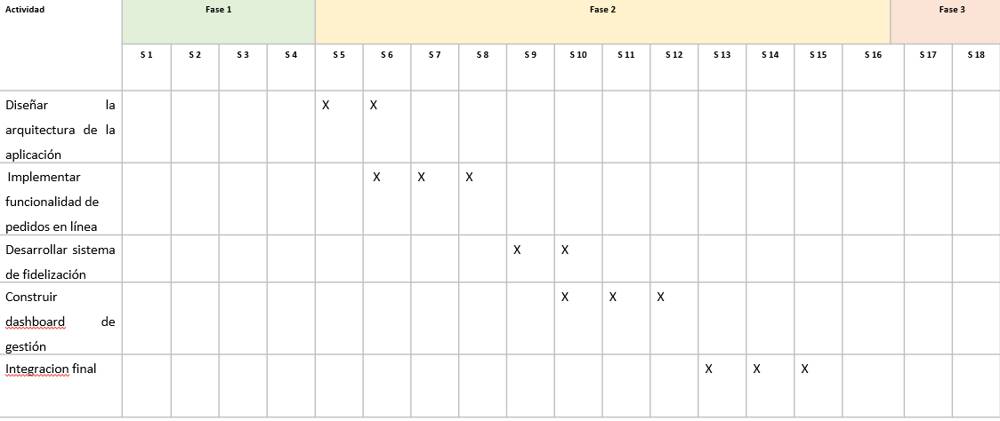 Actividad Fase 1 Fase 2 Fase 3
S 1 S 2 S 3 S 4 S 5 S 6 S 7 S 8 S 9 S 10 S 11 S 12 S 13 S 14 S 15 S 16 S 17 S 18
Diseñar la X X
arquitectura de la
aplicación
Implementar X X X
funcionalidad de
pedidos en línea
Desarrollar sistema X X
de fidelización
Construir X X X
dashboard de
gestión
Integracion final X X X